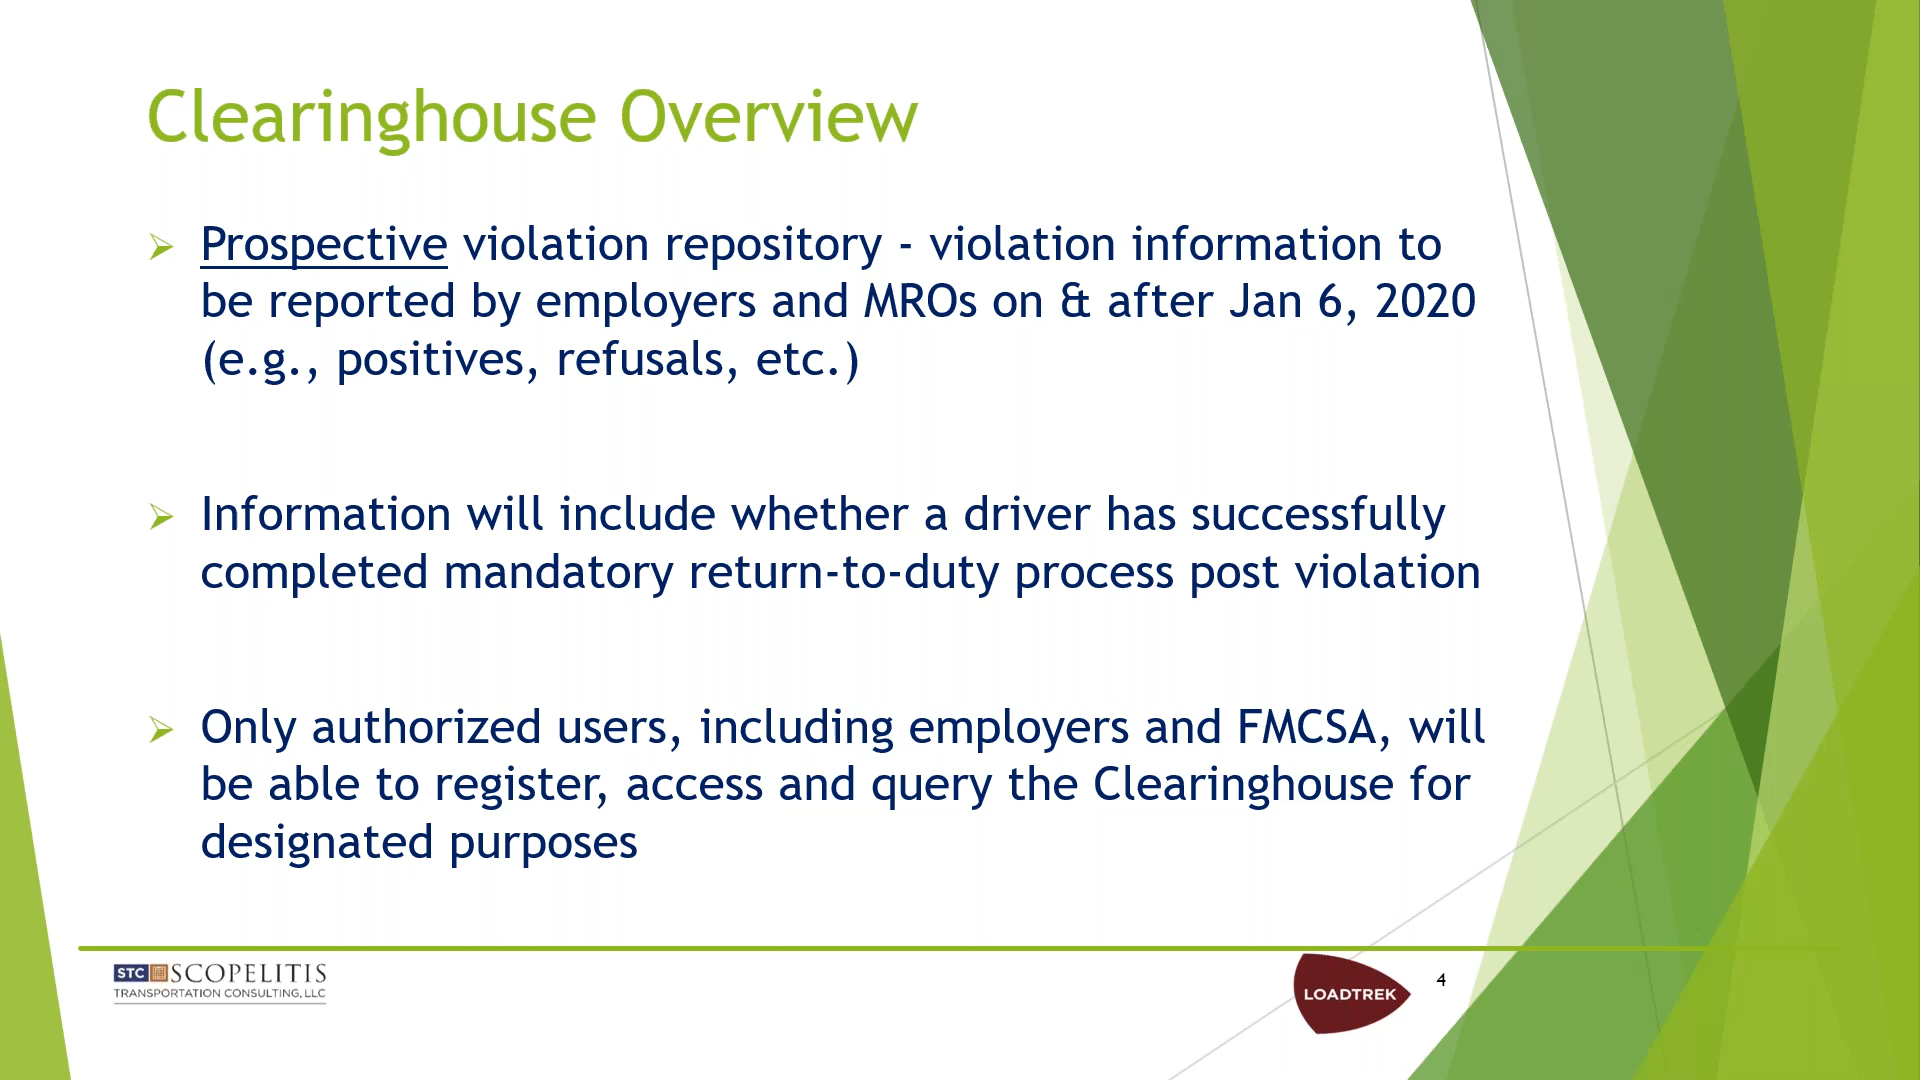 Clearinghouse Overview
➢ Prospective violation repository - violation information to
be reported by employers and MROs on & after Jan 6, 2020
(e.g., positives, refusals, etc.)
➢ Information will include whether a driver has successfully
completed mandatory return-to-duty process post violation
➢ Only authorized users, including employers and FMCSA, will
be able to register, access and query the Clearinghouse for
designated purposes
STC SCOPELITIS
TRANSPORTATION CONSULTING, LLC
LOADTREK
4